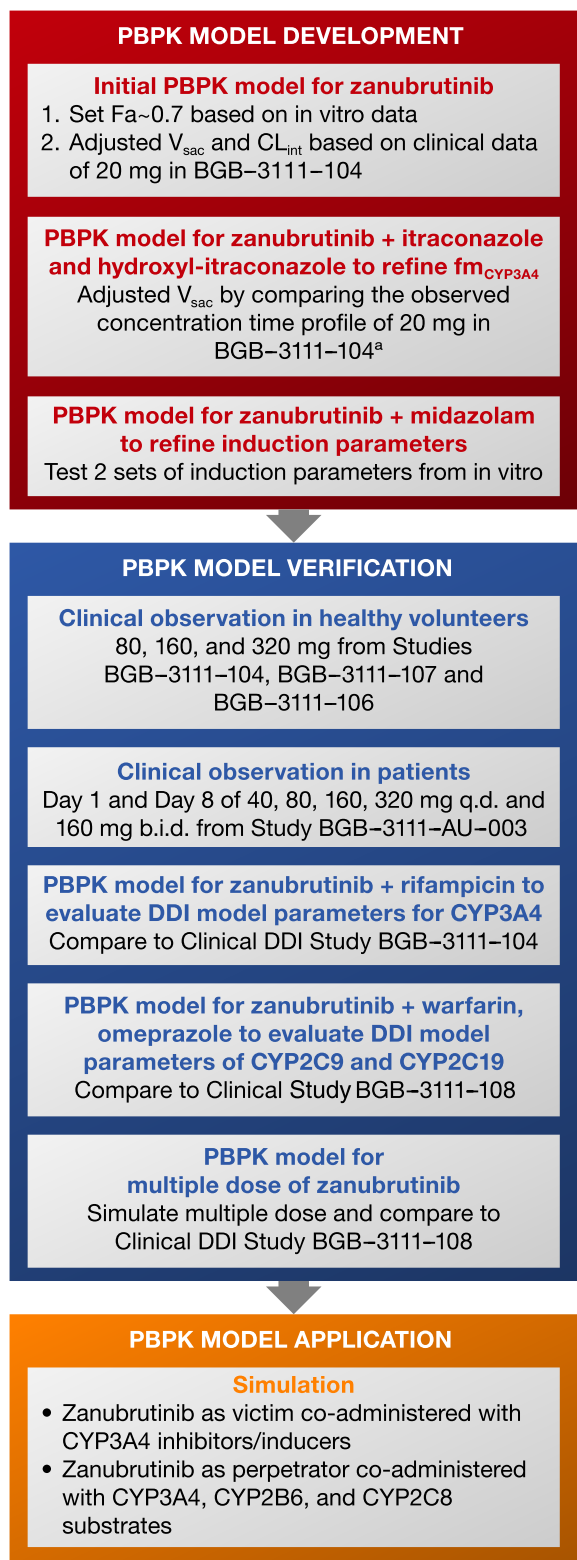 PBPK MODEL DEVELOPMENT
Initial PBPK model for zanubrutinib
1. Set Fa~0.7 based on in vitro data
2. Adjusted Vsac and CLint based on clinical data
of 20 mg in BGB–3111–104
PBPK model for zanubrutinib + itraconazole
and hydroxyl-itraconazole to refine fmCYP3A4
Adjusted Vsac by comparing the observed
concentration time profile of 20 mg in
BGB–3111–104a
PBPK model for zanubrutinib + midazolam
to refine induction parameters
Test 2 sets of induction parameters from in vitro
PBPK MODEL VERIFICATION
Clinical observation in healthy volunteers
80, 160, and 320 mg from Studies
BGB–3111–104, BGB–3111–107 and
BGB–3111–106
Clinical observation in patients
Day 1 and Day 8 of 40, 80, 160, 320 mg q.d. and
160 mg b.i.d. from Study BGB–3111–AU–003
PBPK model for zanubrutinib + rifampicin to
evaluate DDI model parameters for CYP3A4
Compare to Clinical DDI Study BGB–3111–104
PBPK model for zanubrutinib + warfarin,
omeprazole to evaluate DDI model
parameters of CYP2C9 and CYP2C19
Compare to Clinical Study BGB–3111–108
PBPK model for
multiple dose of zanubrutinib
Simulate multiple dose and compare to
Clinical DDI Study BGB–3111–108
PBPK MODEL APPLICATION
Simulation
• Zanubrutinib as victim co-administered with
CYP3A4 inhibitors/inducers
• Zanubrutinib as perpetrator co-administered
with CYP3A4, CYP2B6, and CYP2C8
substrates